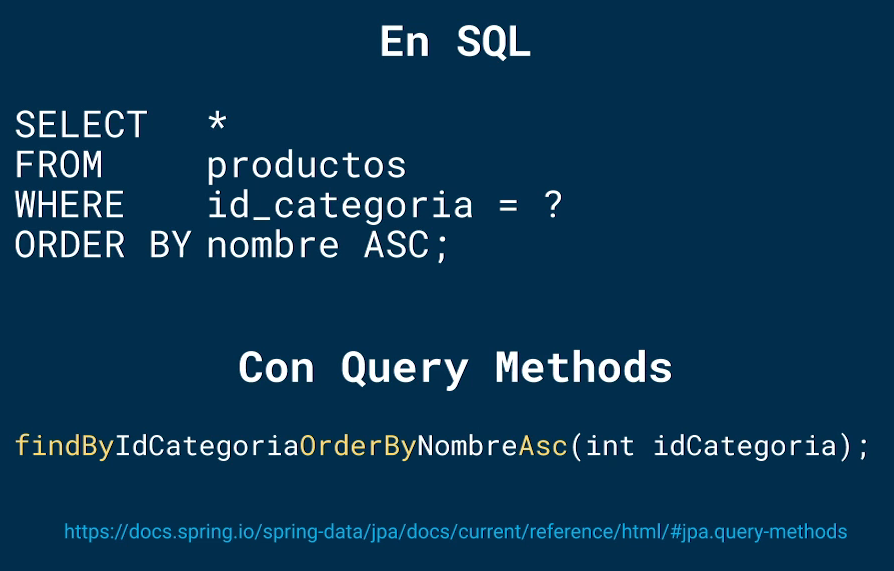 En SQL
SELECT *
FROM productos
WHERE id_categoria = ?
ORDER BY nombre ASC;
Con Query Methods
findByIdCategoriaOrderByNombreAsc(int idCategoria);
https://docs.spring.io/spring-data/jpa/docs/current/reference/html/#jpa.query-methods